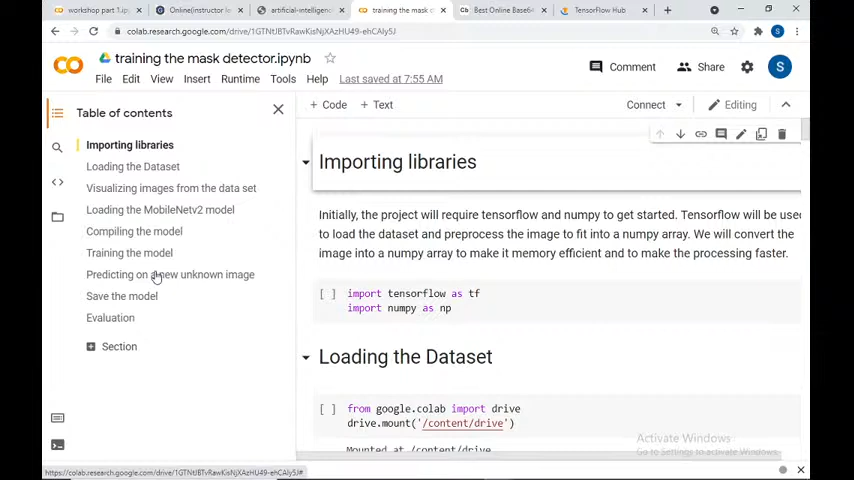 workshop part 1.ipy
Online(instructor le
artificial-intelligenc
training the mask det
Best Online Base64
TensorFlow Hub
colab.research.google.com/drive/1GTNtJBTvRawKisNjXAzHU49-ehCAly5J
training the mask detector.ipynb
File Edit View Insert Runtime Tools Help Last saved at 7:55 AM
Comment Share S
Table of contents
+ Code + Text Connect Editing
Importing libraries
Loading the Dataset
Visualizing images from the data set
Loading the MobileNetv2 model
Compiling the model
Training the model
Predicting on a new unknown image
Save the model
Evaluation
Section
Importing libraries
Initially, the project will require tensorflow and numpy to get started. Tensorflow will be used
to load the dataset and preprocess the image to fit into a numpy array. We will convert the
image into a numpy array to make it memory efficient and to make the processing faster.
[ ] import tensorflow as tf
import numpy as np
Loading the Dataset
[ ] from google.colab import drive
drive.mount('/content/drive')
Mounted at /content/drive
Activate Windows
Go to Settings to activate Windows.
https://colab.research.google.com/drive/1GTNtJBTvRawKisNjXAzHU49-ehCAly5J#